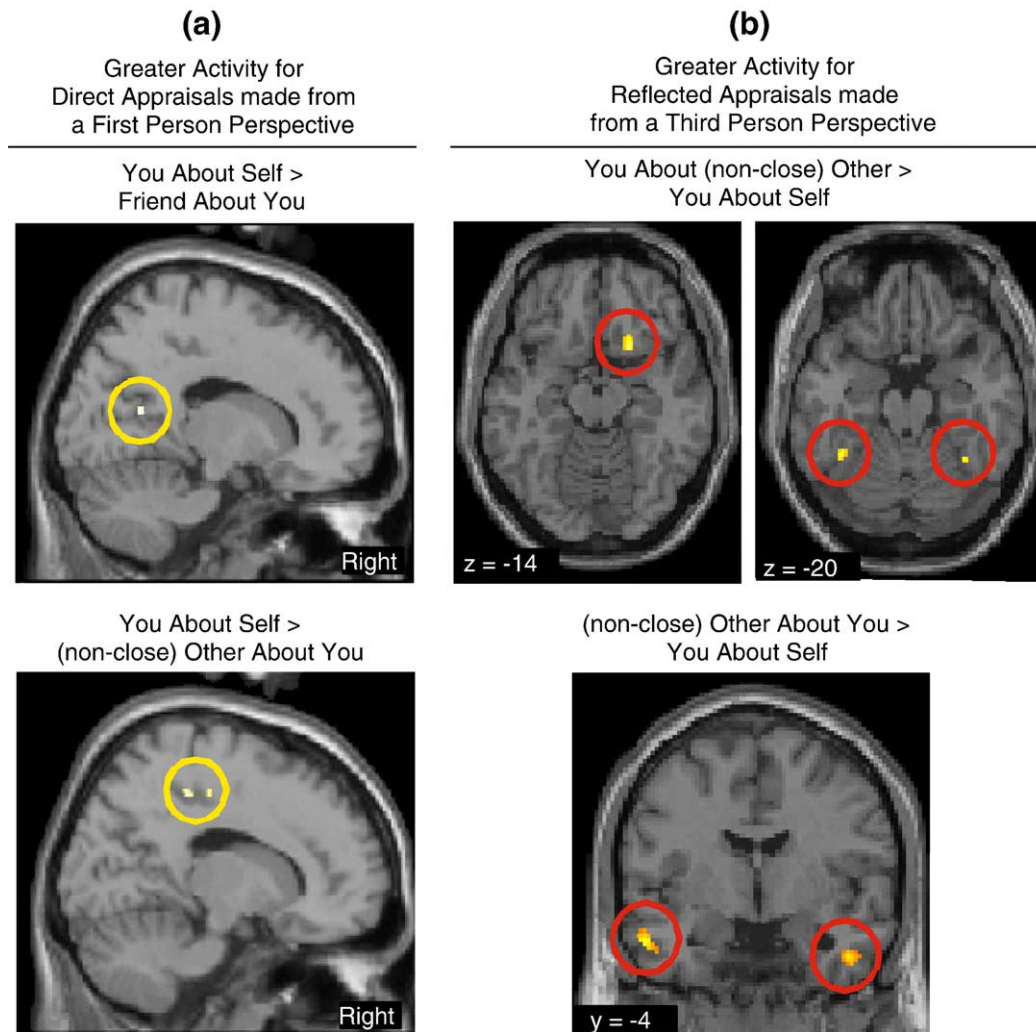 (a)
Greater Activity for
Direct Appraisals made from
a First Person Perspective
You About Self >
Friend About You
Right
You About Self >
(non-close) Other About You
Right
(b)
Greater Activity for
Reflected Appraisals made
from a Third Person Perspective
You About (non-close) Other >
You About Self
z = -14
z = -20
(non-close) Other About You >
You About Self
y = -4